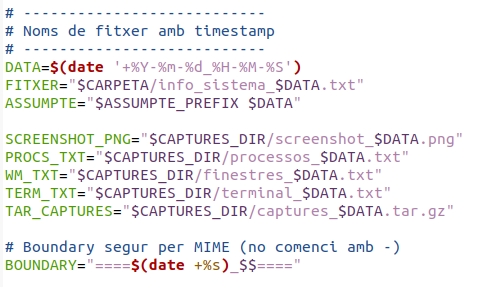 # ---------------------------
# Noms de fitxer amb timestamp
# ---------------------------
DATA=$(date '+%Y-%m-%d_%H-%M-%S')
FITXER="$CARPETA/info_sistema_$DATA.txt"
ASSUMPTE="$ASSUMPTE_PREFIX $DATA"
SCREENSHOT_PNG="$CAPTURES_DIR/screenshot_$DATA.png"
PROCS_TXT="$CAPTURES_DIR/processos_$DATA.txt"
WM_TXT="$CAPTURES_DIR/finestres_$DATA.txt"
TERM_TXT="$CAPTURES_DIR/terminal_$DATA.txt"
TAR_CAPTURES="$CAPTURES_DIR/captures_$DATA.tar.gz"
# Boundary segur per MIME (no comenci amb -)
BOUNDARY="====$(date +%s)_$$===="